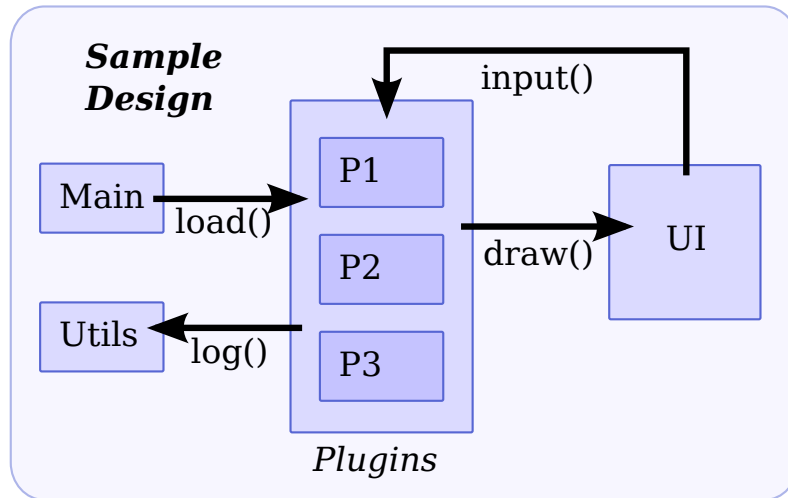 Sample
Design
input()
P1
Main
load()
UI
P2
draw()
Utils
log()
P3
Plugins